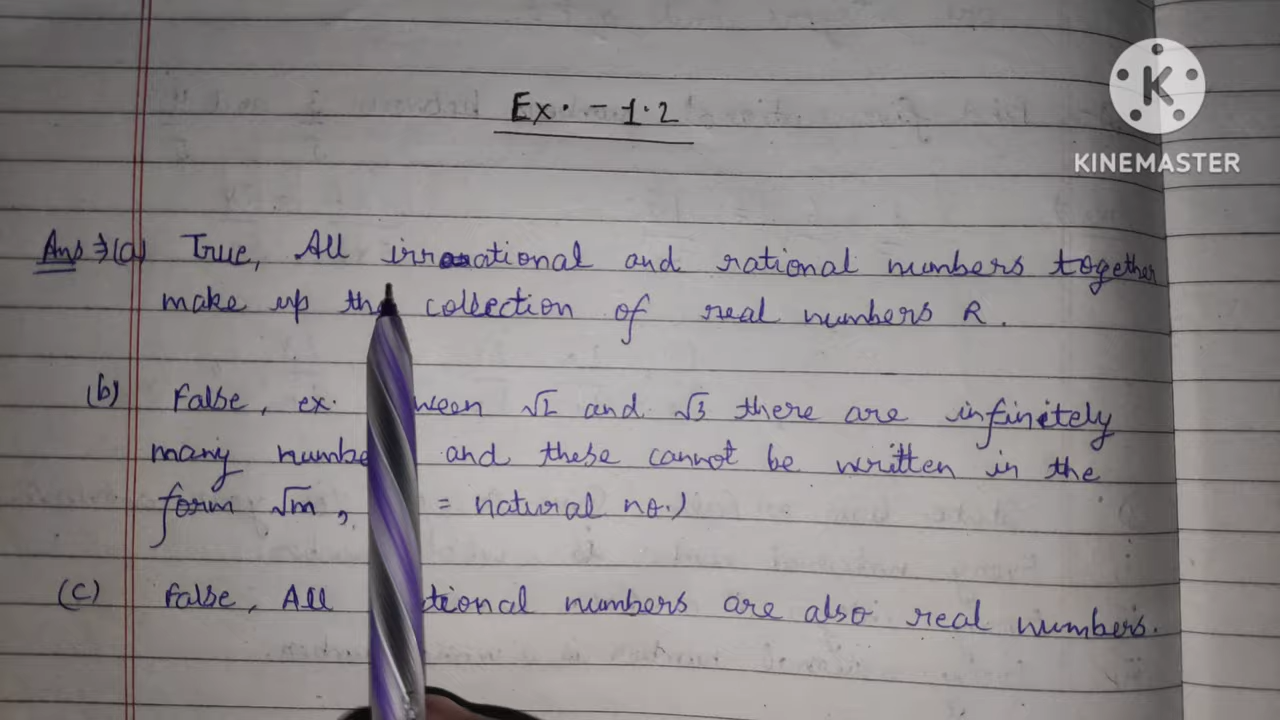 Ex. - 1.2
KINEMASTER
Ans → (a) True, All irrational and rational numbers together
make up the collection of real numbers R.
(b) False, ex. ween √2 and √3 there are infinitely
many numbe and these cannot be written in the
form √m, = natural no.)
(c) False, All tional numbers are also real numbers.